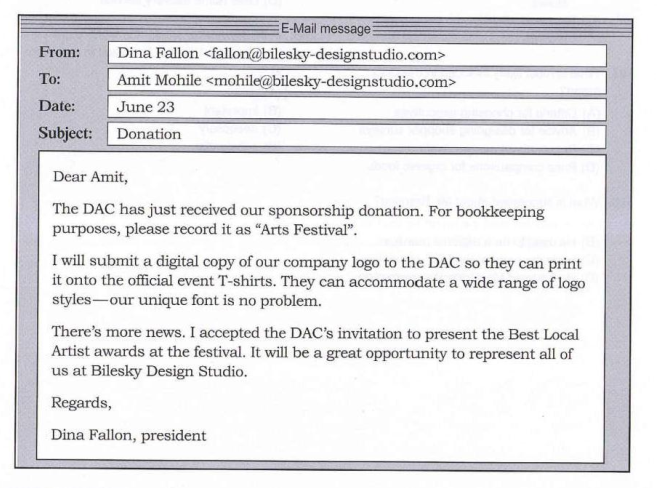 E-Mail message
From: Dina Fallon <fallon@bilesky-designstudio.com>
To: Amit Mohile <mohile@bilesky-designstudio.com>
Date: June 23
Subject: Donation
Dear Amit,
The DAC has just received our sponsorship donation. For bookkeeping
purposes, please record it as “Arts Festival”.
I will submit a digital copy of our company logo to the DAC so they can print
it onto the official event T-shirts. They can accommodate a wide range of logo
styles—our unique font is no problem.
There's more news. I accepted the DAC's invitation to present the Best Local
Artist awards at the festival. It will be a great opportunity to represent all of
us at Bilesky Design Studio.
Regards,
Dina Fallon, president